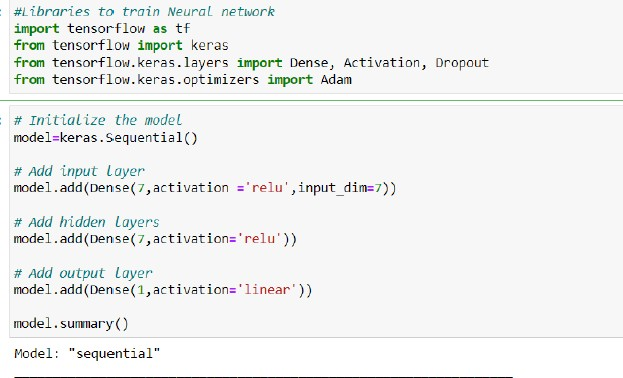 #Libraries to train Neural network
import tensorflow as tf
from tensorflow import keras
from tensorflow.keras.layers import Dense, Activation, Dropout
from tensorflow.keras.optimizers import Adam
# Initialize the model
model=keras.Sequential()
# Add input layer
model.add(Dense(7,activation ='relu',input_dim=7))
# Add hidden layers
model.add(Dense(7,activation='relu'))
# Add output layer
model.add(Dense(1,activation='linear'))
model.summary()
Model: "sequential"